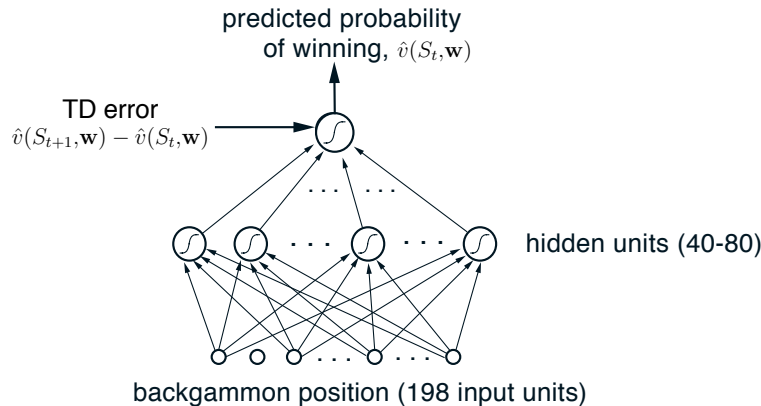 predicted probability
of winning, v̂(S_t,w)
TD error
v̂(S_{t+1},w) − v̂(S_t,w)
hidden units (40-80)
backgammon position (198 input units)